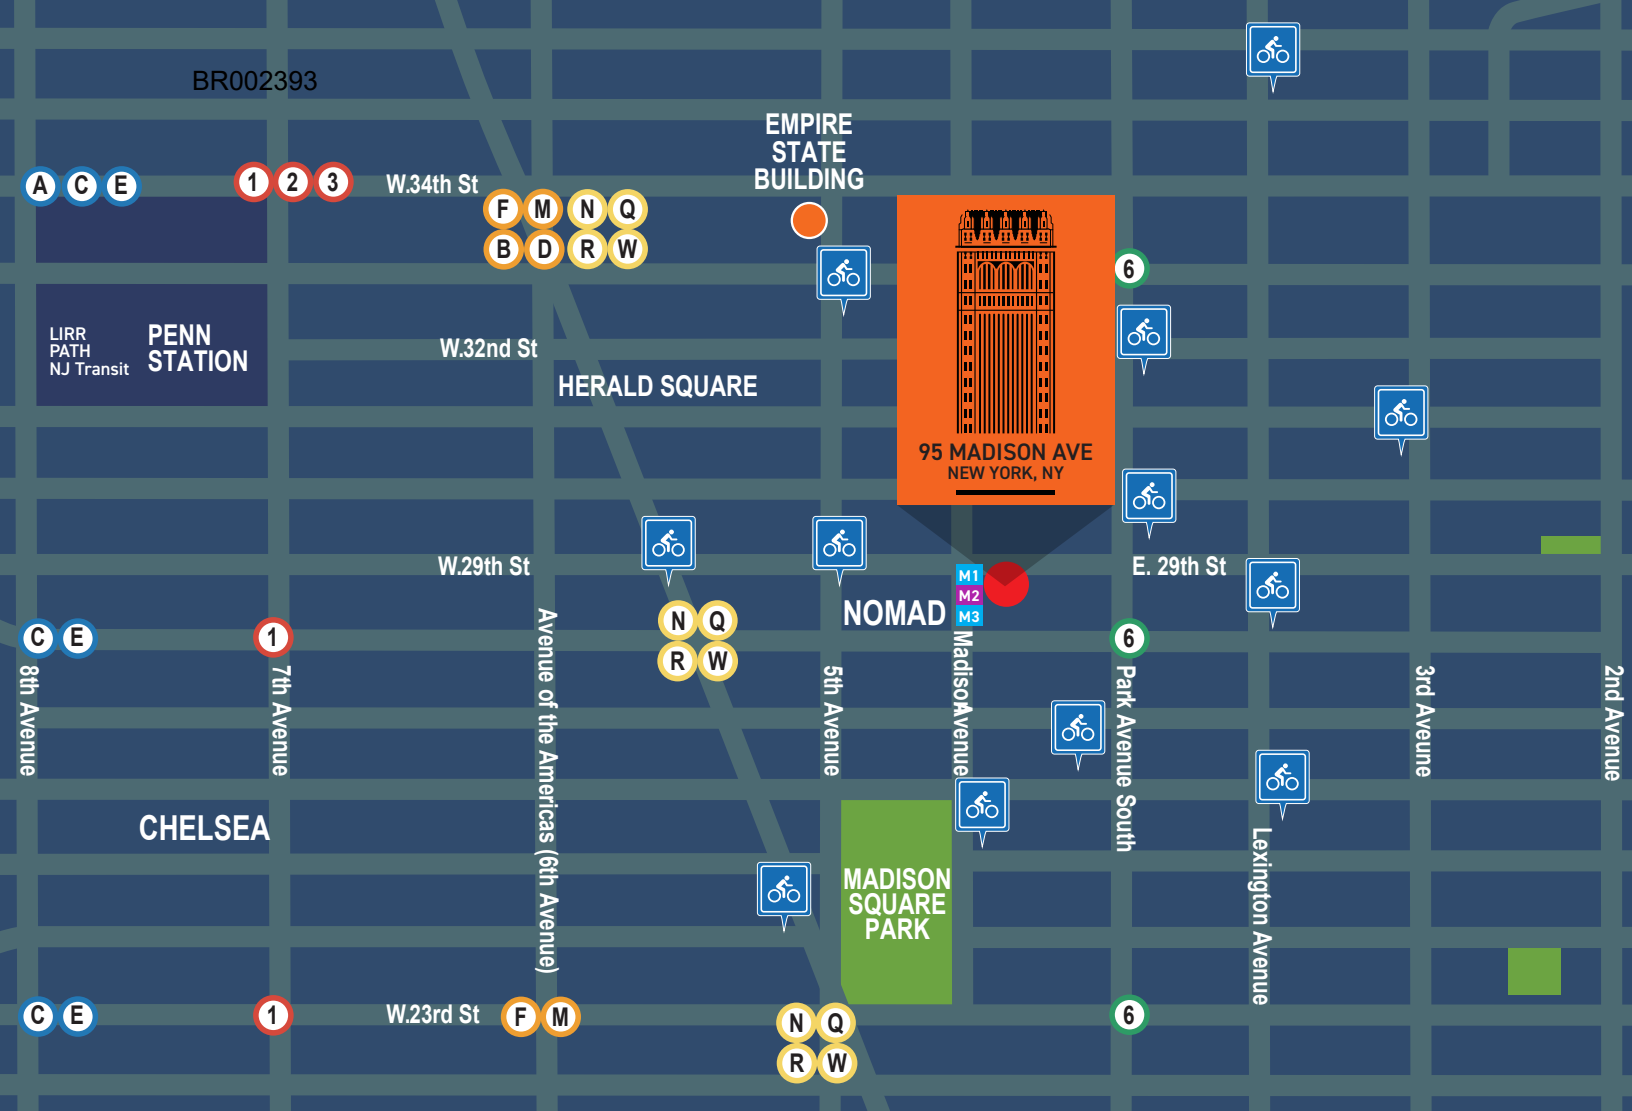 BR002393
EMPIRE
STATE
BUILDING
A C E
1 2 3
W.34th St
F M N Q
B D R W
6
LIRR
PATH
NJ Transit
PENN
STATION
W.32nd St
HERALD SQUARE
95 MADISON AVE
NEW YORK, NY
W.29th St
E. 29th St
M1
M2
M3
NOMAD
C E
1
N Q
R W
6
8th Avenue
7th Avenue
Avenue of the Americas (6th Avenue)
5th Avenue
Madison Avenue
Park Avenue South
Lexington Avenue
3rd Aveune
2nd Avenue
CHELSEA
MADISON
SQUARE
PARK
C E
1
W.23rd St
F M
N Q
R W
6